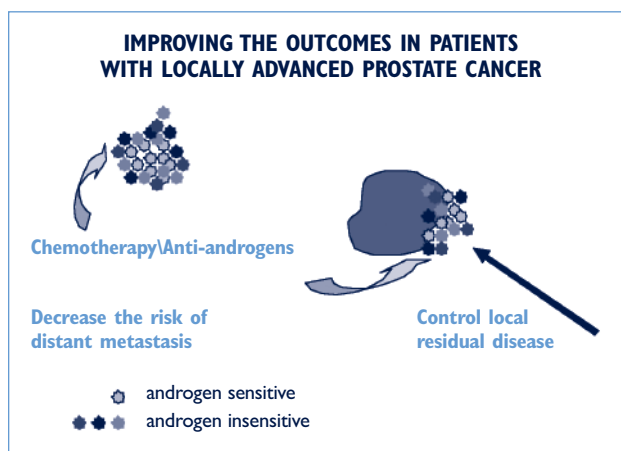 IMPROVING THE OUTCOMES IN PATIENTS
WITH LOCALLY ADVANCED PROSTATE CANCER
Chemotherapy\Anti-androgens
Decrease the risk of
distant metastasis
Control local
residual disease
androgen sensitive
androgen insensitive